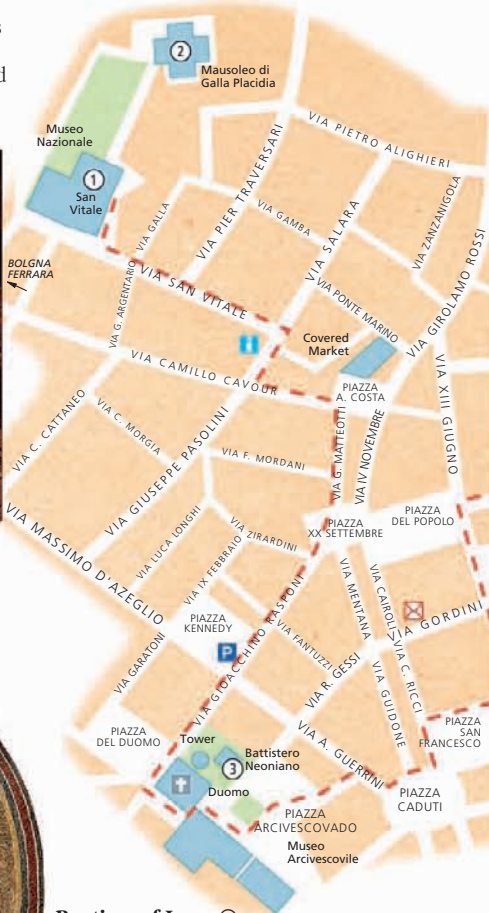 s
d
2
Mausoleo di
Galla Placidia
Museo
Nazionale
1
San
Vitale
BOLGNA
FERRARA
VIA PIETRO ALIGHIERI
VIA PIER TRAVERSARI
VIA GALLA
VIA GAMBA
VIA SALARA
VIA ZANZANIGOLA
VIA GIROLAMO ROSSI
VIA PONTE MARINO
VIA G. ARGENTARIO
VIA SAN VITALE
Covered
Market
VIA CAMILLO CAVOUR
PIAZZA
A. COSTA
VIA XIII GIUGNO
VIA C. CATTANEO
VIA C. MORGIA
VIA GIUSEPPE PASOLINI
VIA F. MORDANI
VIA G. MATTEOTTI
VIA IV NOVEMBRE
PIAZZA
DEL POPOLO
PIAZZA
XX SETTEMBRE
VIA MASSIMO D'AZEGLIO
VIA LUCA LONGHI
VIA ZIRARDINI
VIA IX FEBBRAIO
VIA GIOACCHINO RASPONI
VIA MENTANA
VIA CAIROLI
VIA GORDINI
PIAZZA
KENNEDY
P
VIA FANTUZZI
VIA R. GESSI
VIA C. RICCI
VIA GUIDONE
VIA GARATONI
PIAZZA
DEL DUOMO
Tower
Battistero
Neoniano
3
Duomo
VIA A. GUERRINI
PIAZZA
SAN
FRANCESCO
PIAZZA
CADUTI
PIAZZA
ARCIVESCOVADO
Museo
Arcivescovile